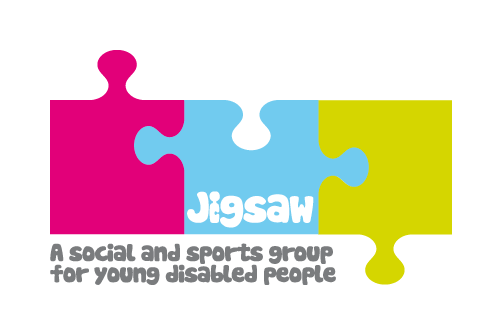 Jigsaw
A social and sports group
for young disabled people